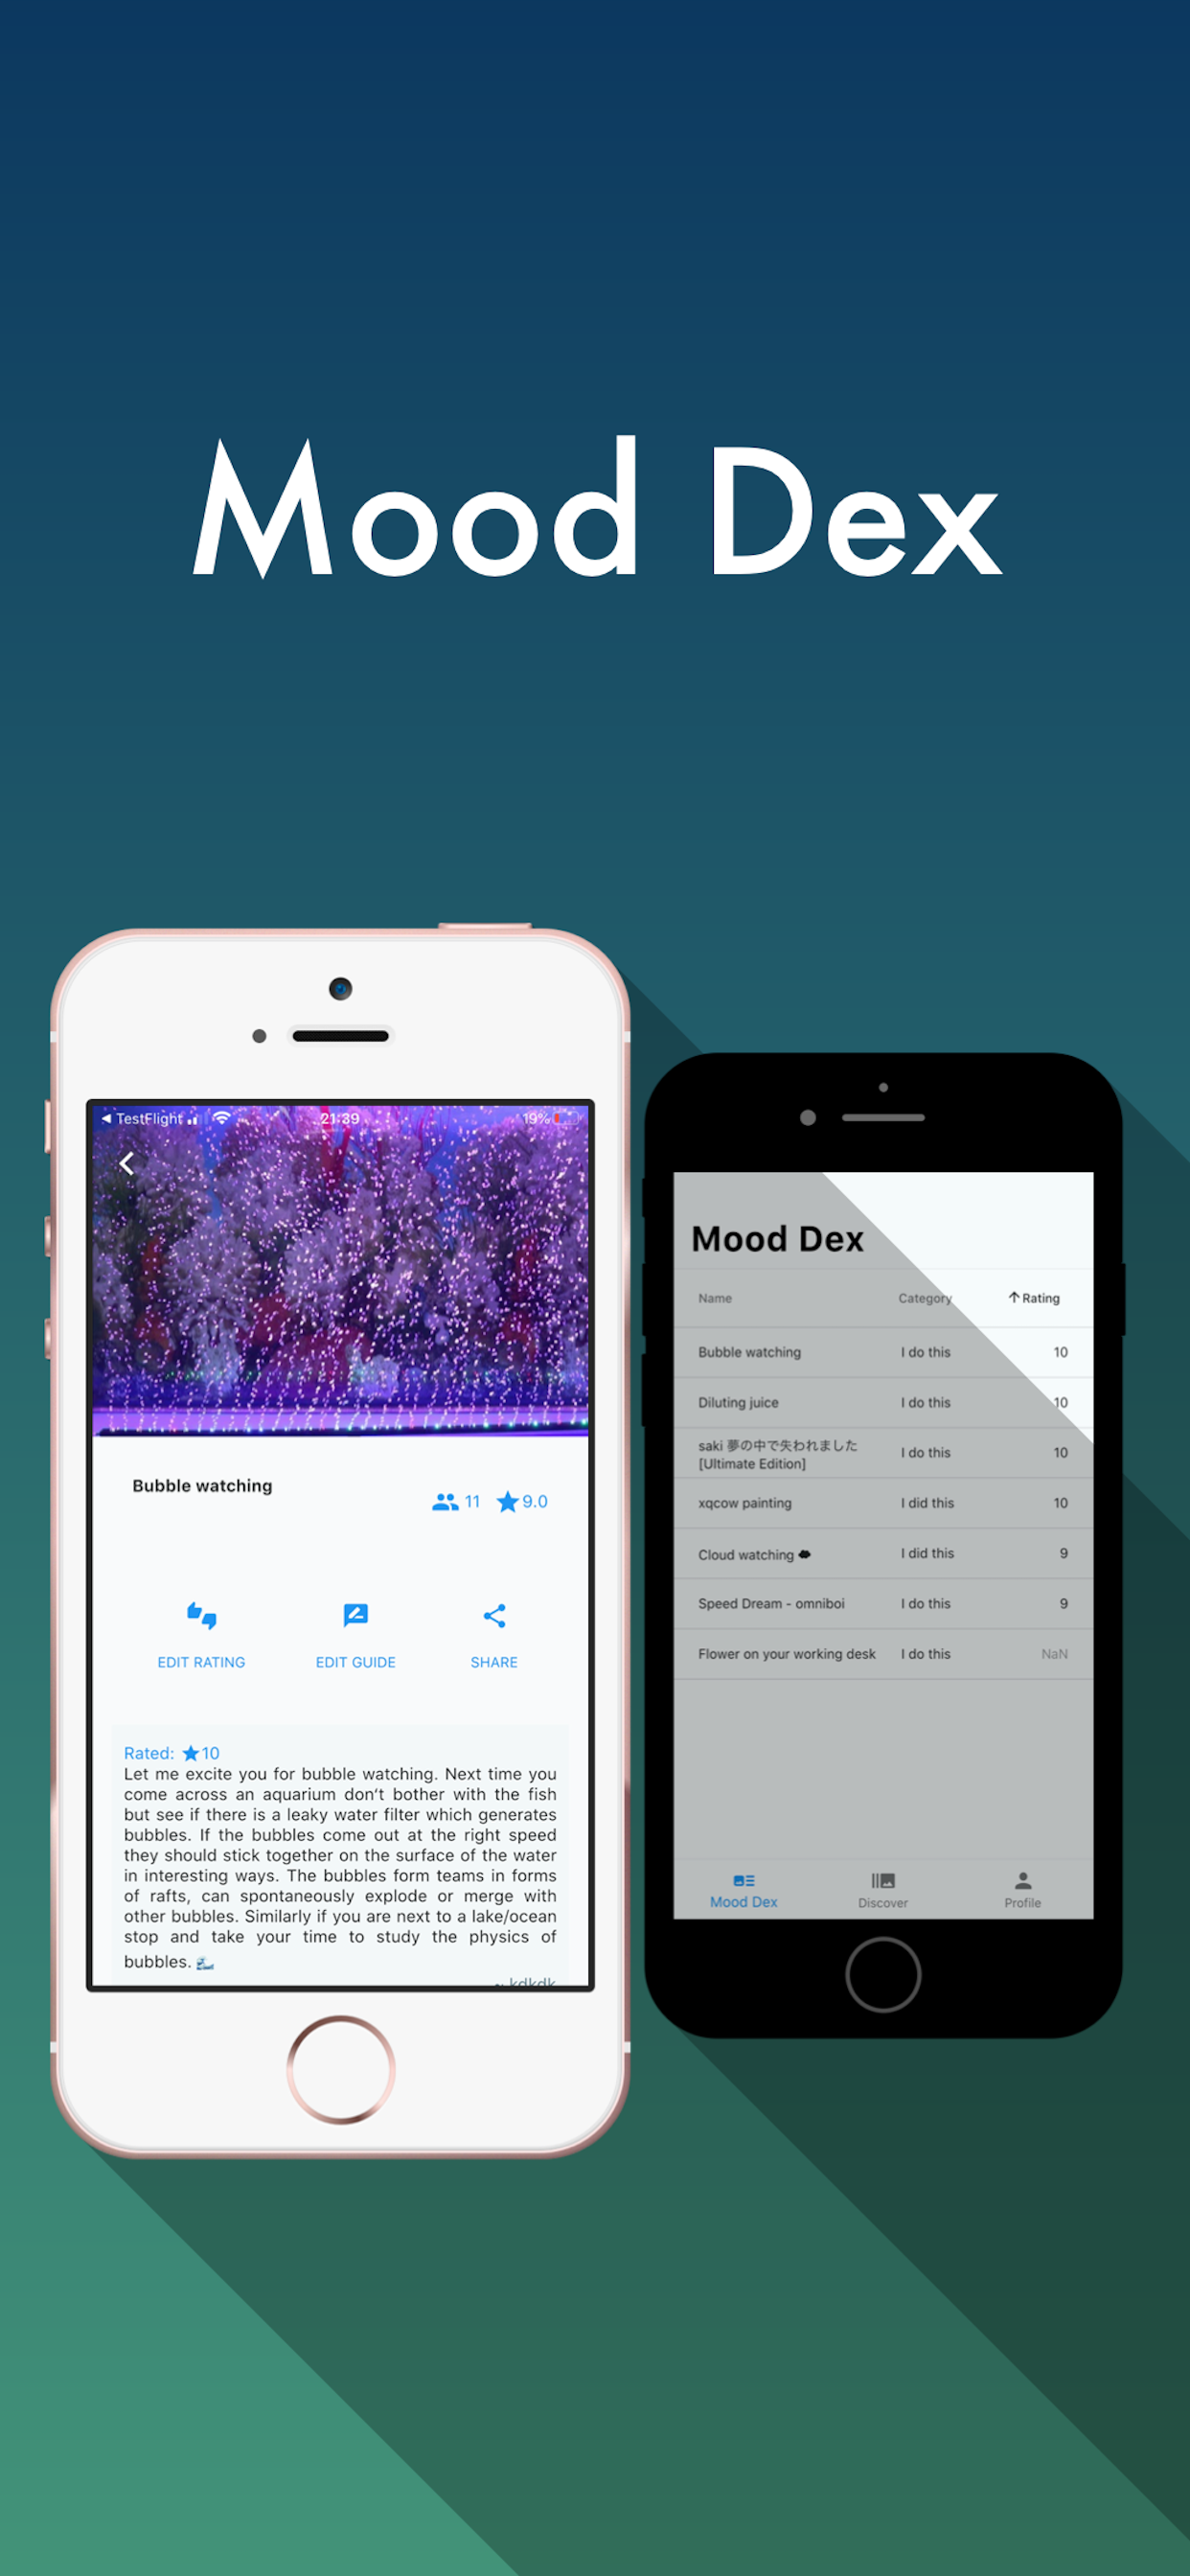 Mood Dex
TestFlight 21:39 19%
Bubble watching
11 9.0
EDIT RATING EDIT GUIDE SHARE
Rated: 10
Let me excite you for bubble watching. Next time you
come across an aquarium don't bother with the fish
but see if there is a leaky water filter which generates
bubbles. If the bubbles come out at the right speed
they should stick together on the surface of the water
in interesting ways. The bubbles form teams in forms
of rafts, can spontaneously explode or merge with
other bubbles. Similarly if you are next to a lake/ocean
stop and take your time to study the physics of
bubbles. 🌊
~ kdkdk
Mood Dex
Name Category ↑ Rating
Bubble watching I do this 10
Diluting juice I do this 10
saki 夢の中で失われました
[Ultimate Edition] I do this 10
xqcow painting I did this 10
Cloud watching I did this 9
Speed Dream - omniboi I do this 9
Flower on your working desk I do this NaN
Mood Dex Discover Profile